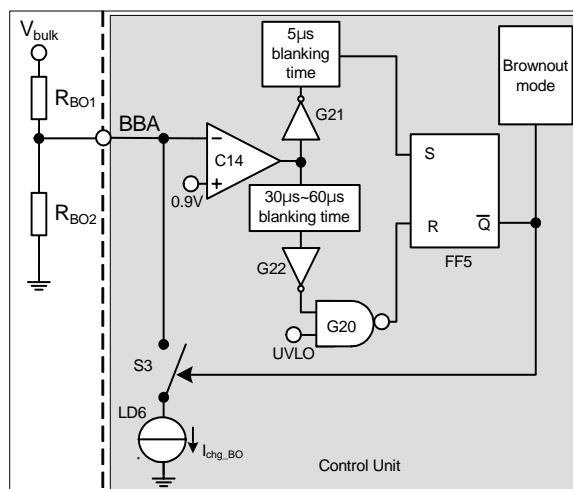 V_bulk
R_BO1
R_BO2
BBA
0.9V
C14
5µs
blanking
time
G21
30µs~60µs
blanking time
G22
G20
UVLO
S
R
Q̅
FF5
Brownout
mode
S3
LD6
I_chg_BO
Control Unit